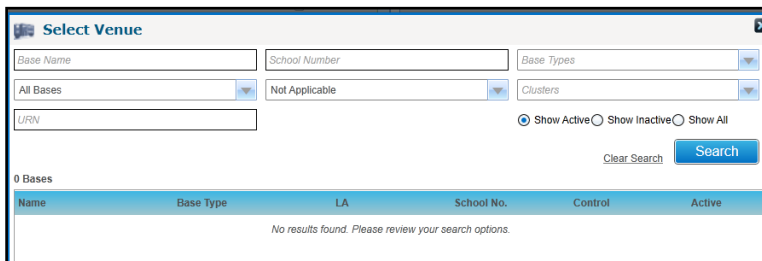 Select Venue
Base Name School Number Base Types
All Bases Not Applicable Clusters
URN Show Active Show Inactive Show All
Clear Search Search
0 Bases
Name Base Type LA School No. Control Active
No results found. Please review your search options.